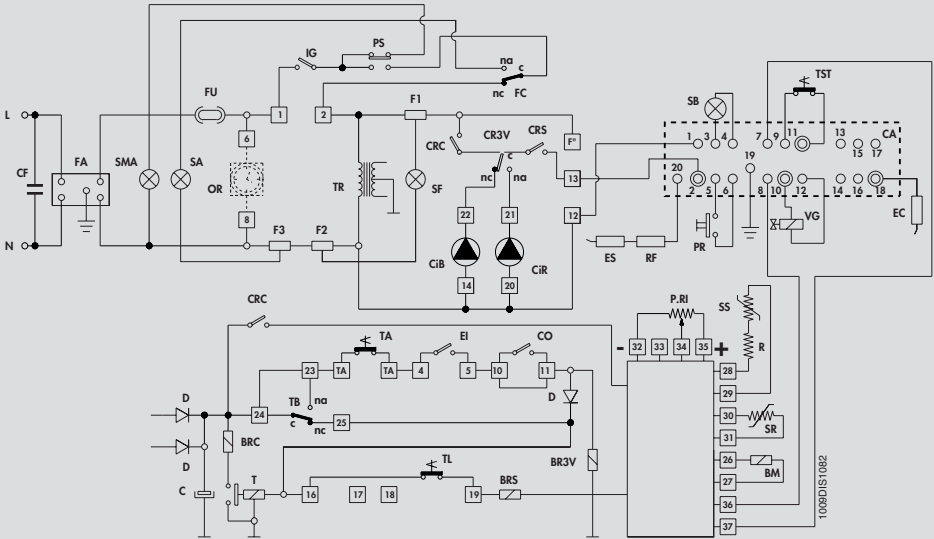 IG PS na c
nc FC
L FU 1 2 F1 SB TST
CRC CR3V CRS F" 1 3 4 7 9 11 13 CA
CF FA SMA SA 6 c 15 17
OR TR SF nc na 13 20 19
8 22 21 12 2 5 6 8 10 12 14 16 18
N F3 F2 CiB CiR ES RF PR VG EC
14 20
CRC P.RI SS
TA EI CO - 32 33 34 35 + R
23 TA TA 4 5 10 11 28
D TB na D 29
24 c nc 25 30 SR
BRC 31
D TL BR3V 26 BM
C T 16 17 18 19 BRS 27
36
37
1009DIS1082